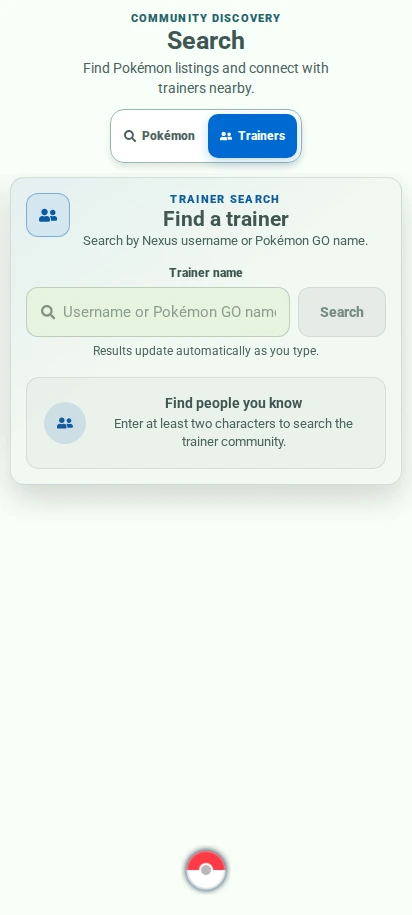 COMMUNITY DISCOVERY
Search
Find Pokémon listings and connect with
trainers nearby.
Pokémon
Trainers
TRAINER SEARCH
Find a trainer
Search by Nexus username or Pokémon GO name.
Trainer name
Username or Pokémon GO name
Search
Results update automatically as you type.
Find people you know
Enter at least two characters to search the
trainer community.